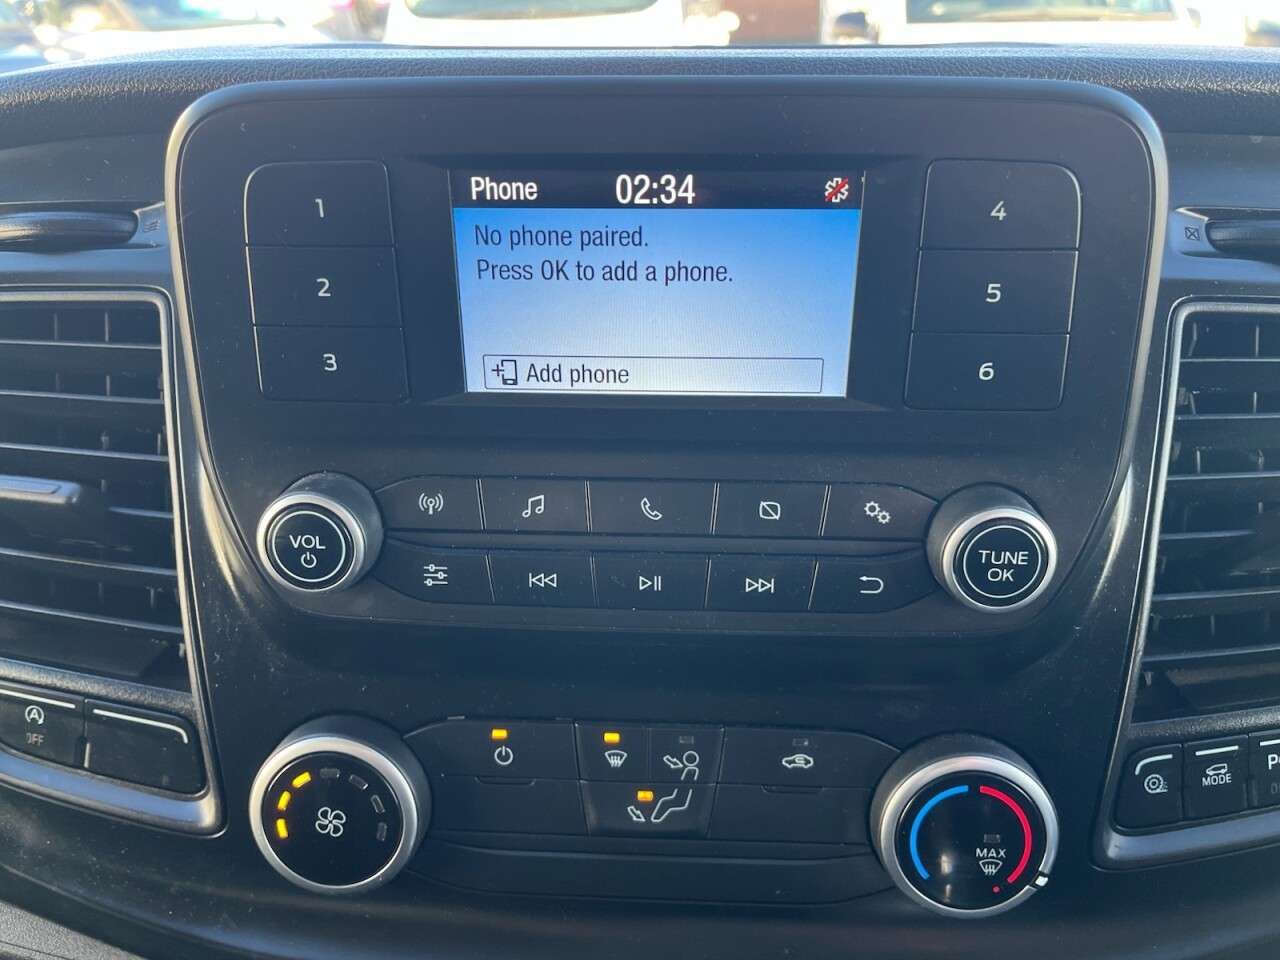 Phone 02:34
No phone paired.
Press OK to add a phone.
Add phone
1
2
3
4
5
6
VOL
TUNE
OK
A
OFF
MODE
MAX